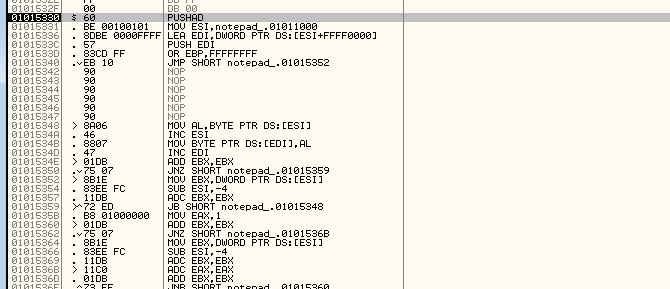 0101532F 00 DB 00
01015330 $ 60 PUSHAD
01015331 . BE 00100101 MOV ESI,notepad_.01011000
01015336 . 8DBE 0000FFFF LEA EDI,DWORD PTR DS:[ESI+FFFF0000]
0101533C . 57 PUSH EDI
0101533D . 83CD FF OR EBP,FFFFFFFF
01015340 .˅EB 10 JMP SHORT notepad_.01015352
01015342 90 NOP
01015343 90 NOP
01015344 90 NOP
01015345 90 NOP
01015346 90 NOP
01015347 90 NOP
01015348 > 8A06 MOV AL,BYTE PTR DS:[ESI]
0101534A . 46 INC ESI
0101534B . 8807 MOV BYTE PTR DS:[EDI],AL
0101534D . 47 INC EDI
0101534E > 01DB ADD EBX,EBX
01015350 .˅75 07 JNZ SHORT notepad_.01015359
01015352 > 8B1E MOV EBX,DWORD PTR DS:[ESI]
01015354 . 83EE FC SUB ESI,-4
01015357 . 11DB ADC EBX,EBX
01015359 >^72 ED JB SHORT notepad_.01015348
0101535B . B8 01000000 MOV EAX,1
01015360 > 01DB ADD EBX,EBX
01015362 .˅75 07 JNZ SHORT notepad_.0101536B
01015364 . 8B1E MOV EBX,DWORD PTR DS:[ESI]
01015366 . 83EE FC SUB ESI,-4
01015369 . 11DB ADC EBX,EBX
0101536B > 11C0 ADC EAX,EAX
0101536D . 01DB ADD EBX,EBX
0101536F .^73 EF JNB SHORT notepad_.01015360